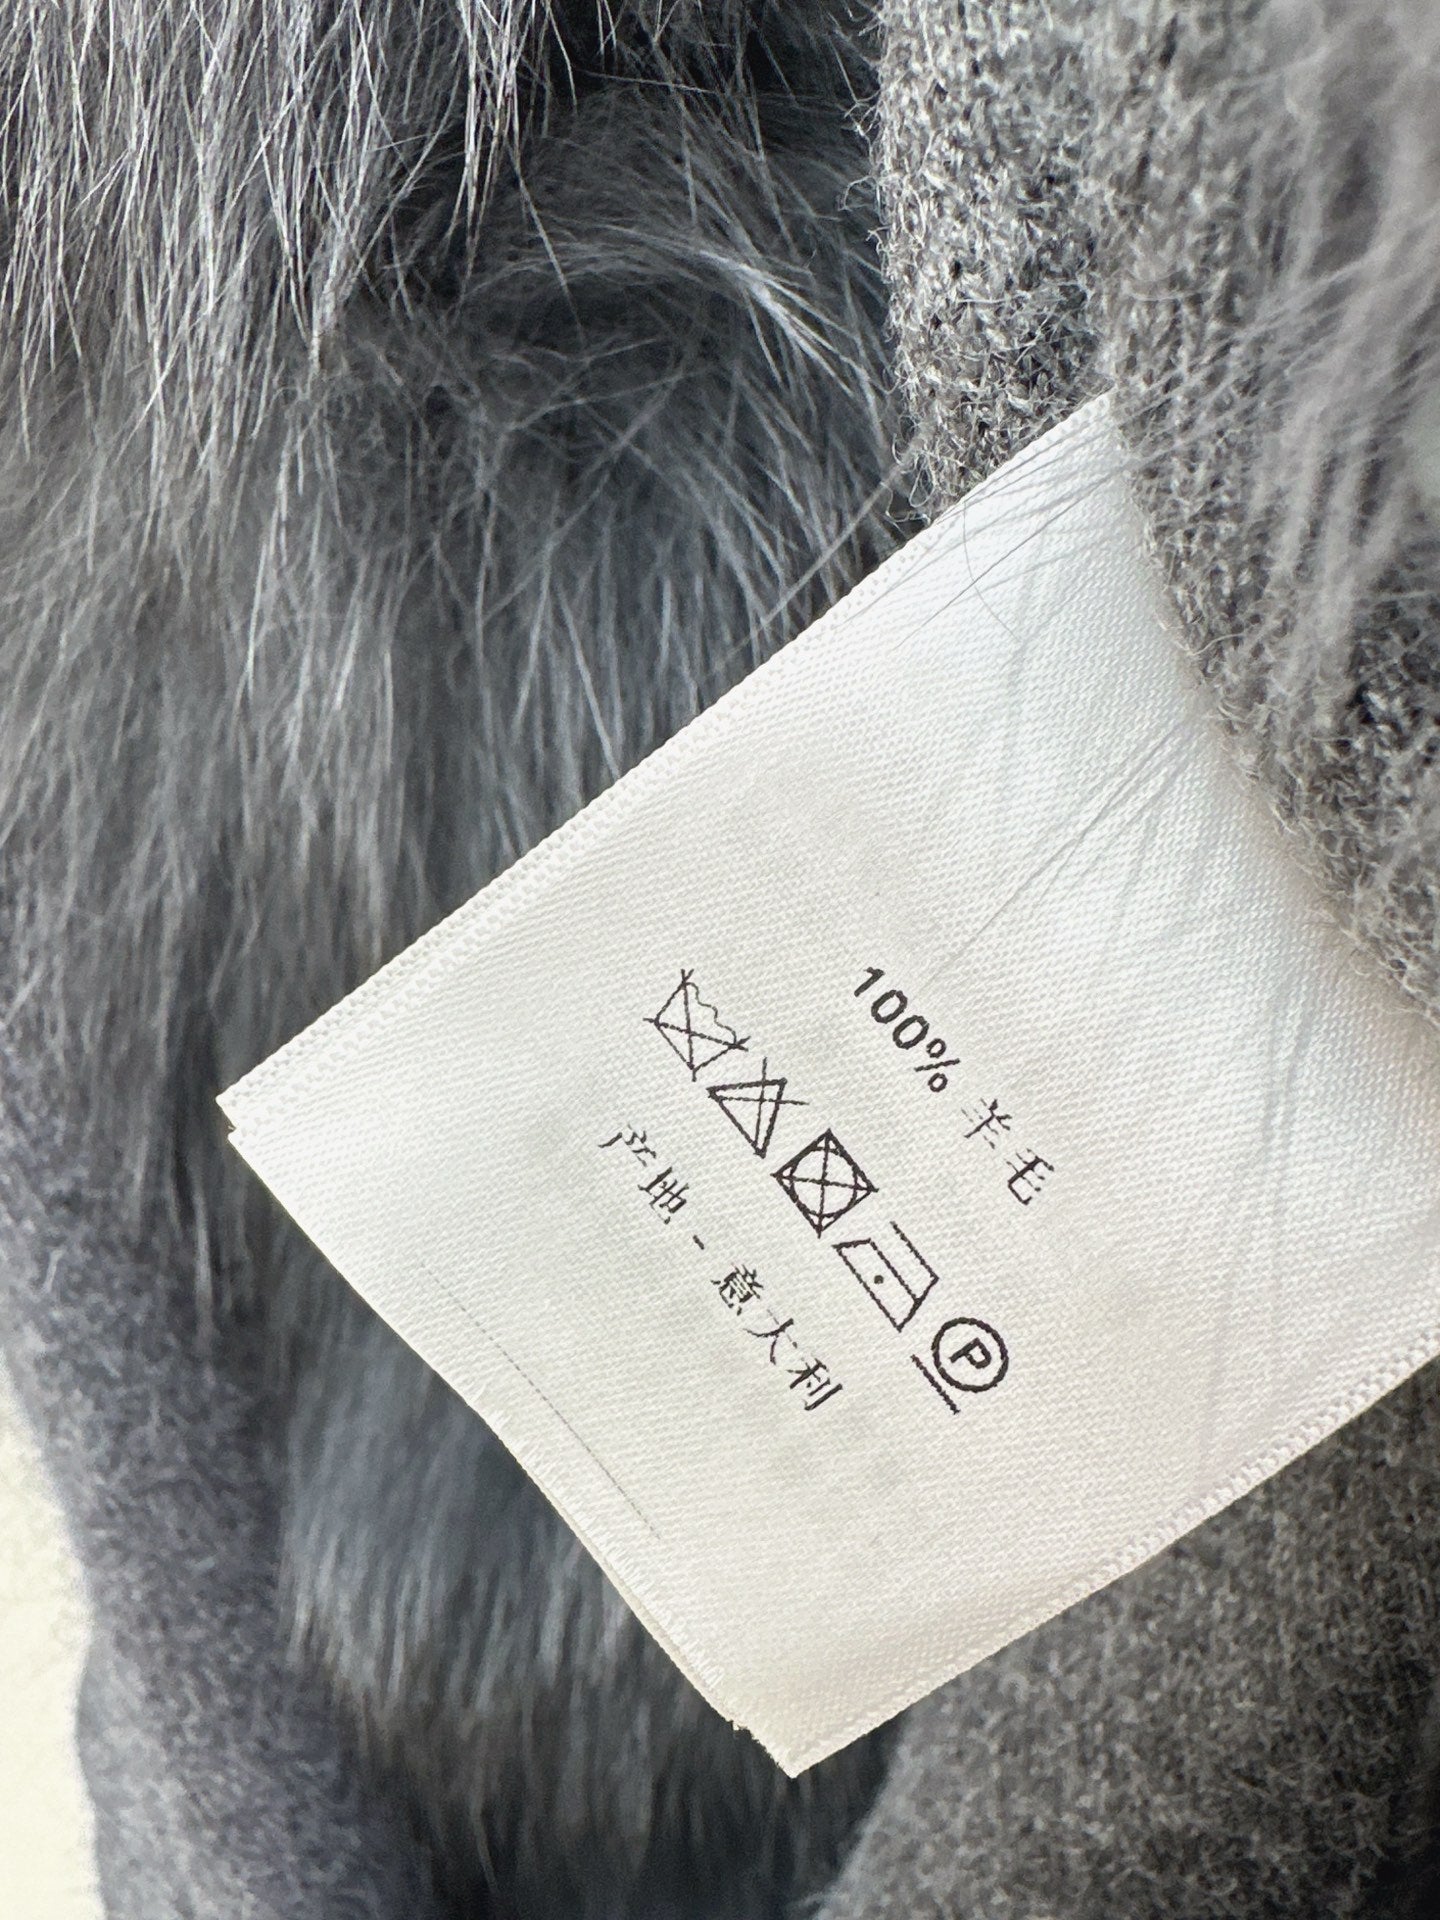 100% 羊毛
P
产地 - 意大利